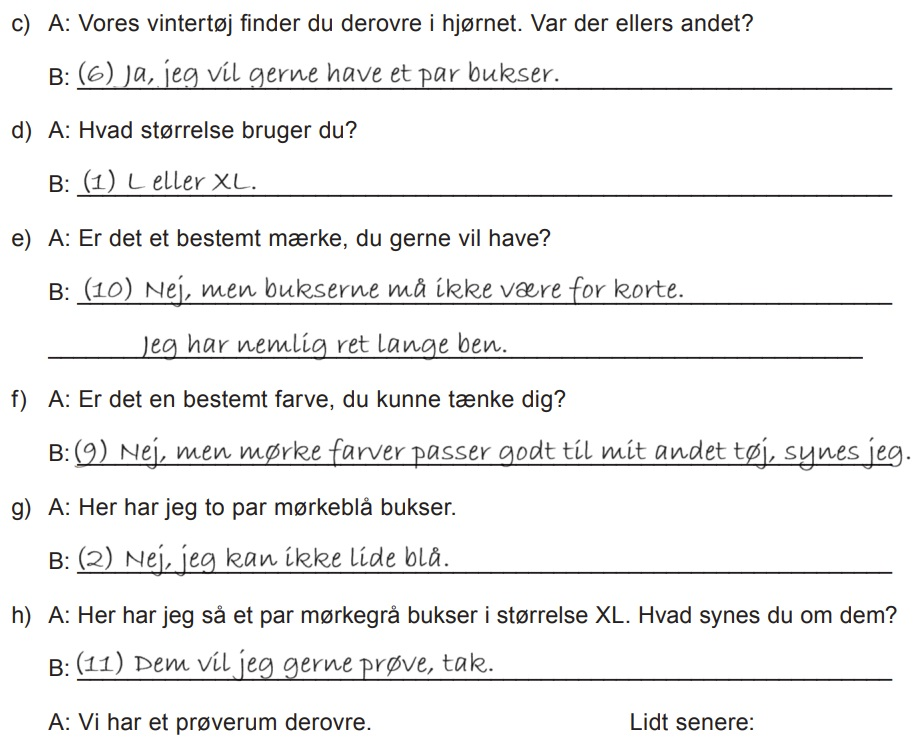 c) A: Vores vintertøj finder du derovre i hjørnet. Var der ellers andet?
B: (6) Ja, jeg vil gerne have et par bukser.
d) A: Hvad størrelse bruger du?
B: (1) L eller XL.
e) A: Er det et bestemt mærke, du gerne vil have?
B: (10) Nej, men bukserne må ikke være for korte.
Jeg har nemlig ret lange ben.
f) A: Er det en bestemt farve, du kunne tænke dig?
B: (9) Nej, men mørke farver passer godt til mit andet tøj, synes jeg.
g) A: Her har jeg to par mørkeblå bukser.
B: (2) Nej, jeg kan ikke lide blå.
h) A: Her har jeg så et par mørkegrå bukser i størrelse XL. Hvad synes du om dem?
B: (11) Dem vil jeg gerne prøve, tak.
A: Vi har et prøverum derovre. Lidt senere: